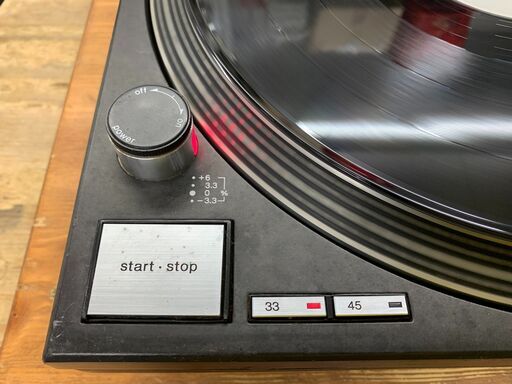 off
on
power
+6
3.3
0 %
−3.3
start · stop
33
45